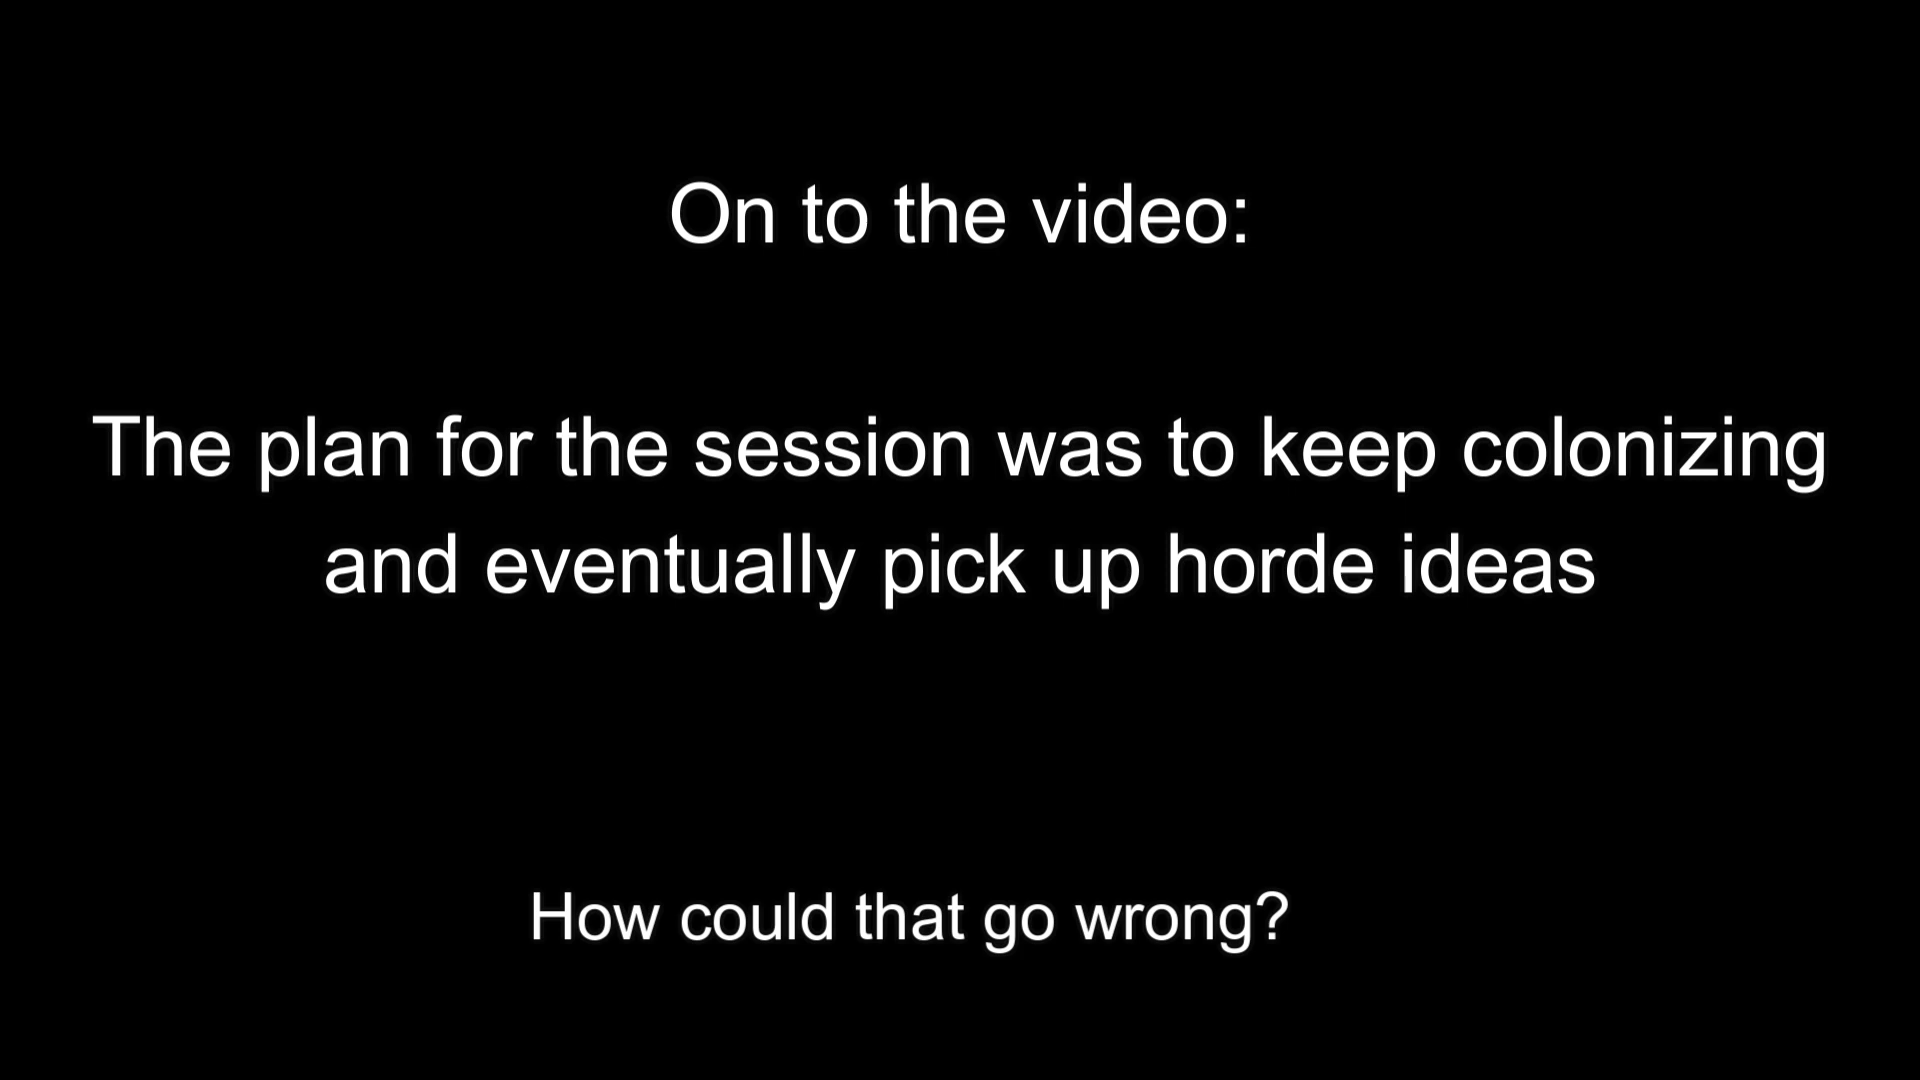 On to the video:
The plan for the session was to keep colonizing
and eventually pick up horde ideas
How could that go wrong?